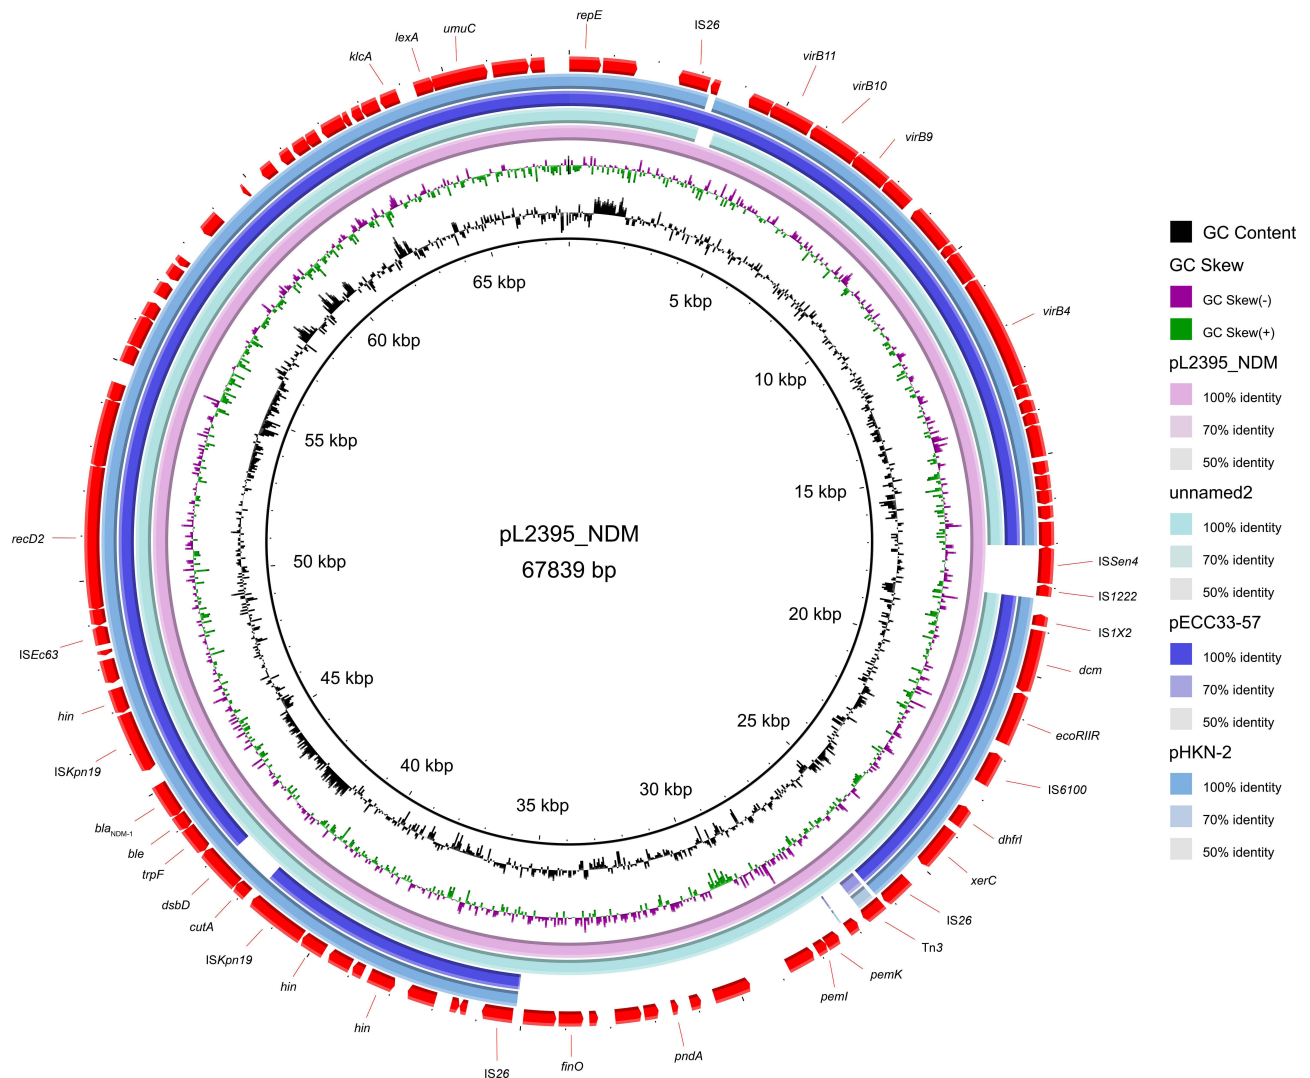 repE
IS26
virB11
virB10
virB9
virB4
ISSen4
IS1222
IS1X2
dcm
ecoRIIR
IS6100
dhfrI
xerC
IS26
Tn3
pemK
pemI
pndA
finO
IS26
hin
hin
ISKpn19
cutA
dsbD
trpF
ble
blaNDM-1
ISKpn19
hin
ISEc63
recD2
klcA
lexA
umuC
5 kbp
10 kbp
15 kbp
20 kbp
25 kbp
30 kbp
35 kbp
40 kbp
45 kbp
50 kbp
55 kbp
60 kbp
65 kbp
pL2395_NDM
67839 bp
GC Content
GC Skew
GC Skew(-)
GC Skew(+)
pL2395_NDM
100% identity
70% identity
50% identity
unnamed2
100% identity
70% identity
50% identity
pECC33-57
100% identity
70% identity
50% identity
pHKN-2
100% identity
70% identity
50% identity